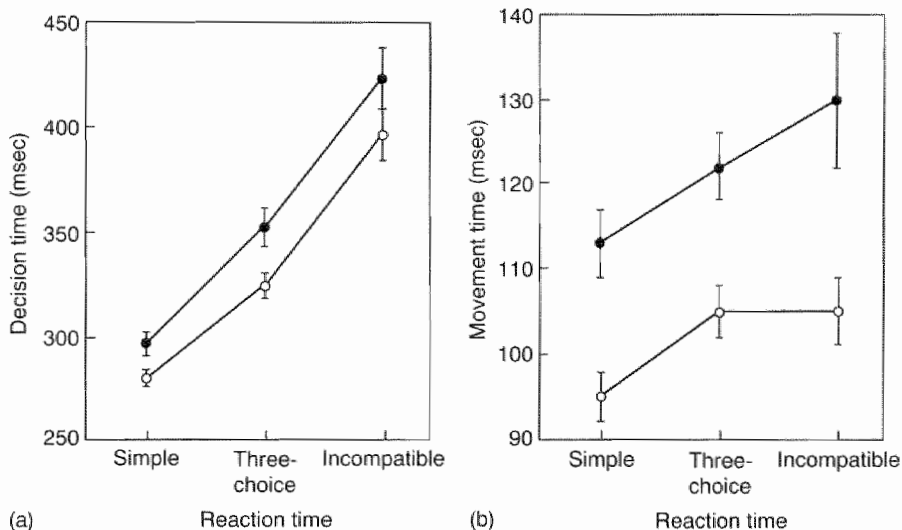 450
400
350
300
250
Decision time (msec)
Simple
Three-
choice
Incompatible
(a)
Reaction time
140
130
120
110
100
90
Movement time (msec)
Simple
Three-
choice
Incompatible
(b)
Reaction time